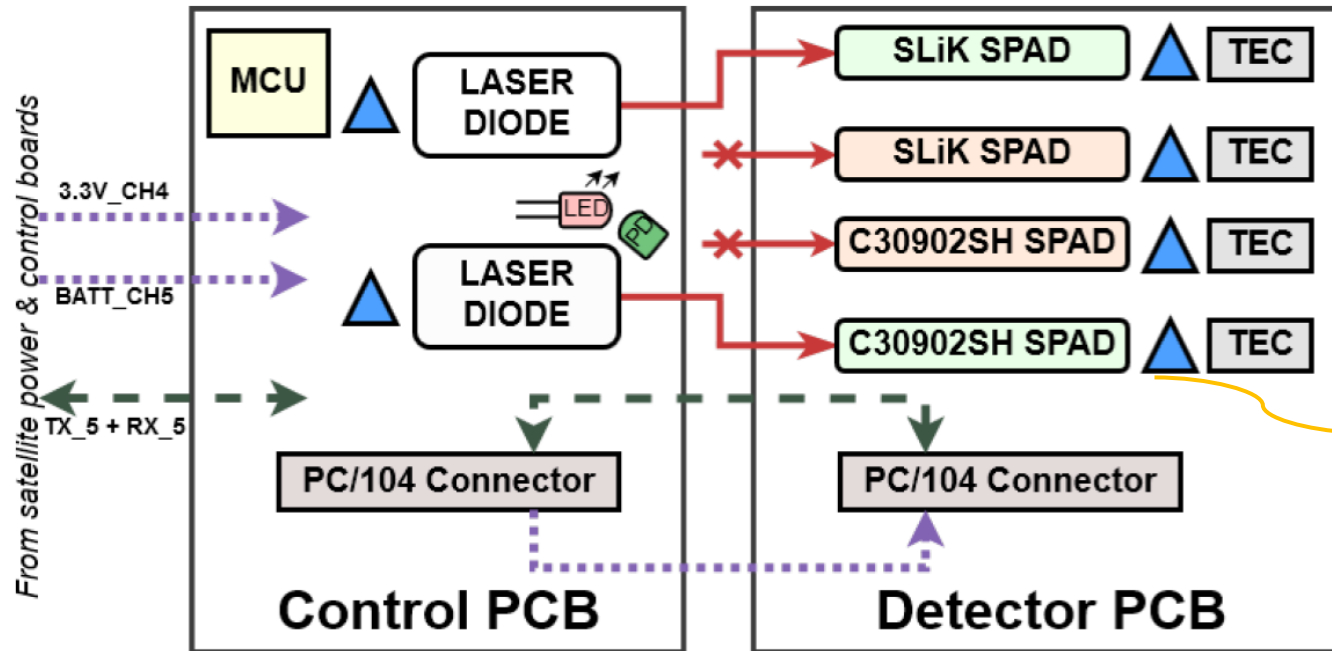 From satellite power & control boards
MCU
LASER
DIODE
3.3V_CH4
LED
PD
BATT_CH5
LASER
DIODE
TX_5 + RX_5
PC/104 Connector
Control PCB
SLiK SPAD
TEC
SLiK SPAD
TEC
C30902SH SPAD
TEC
C30902SH SPAD
TEC
PC/104 Connector
Detector PCB